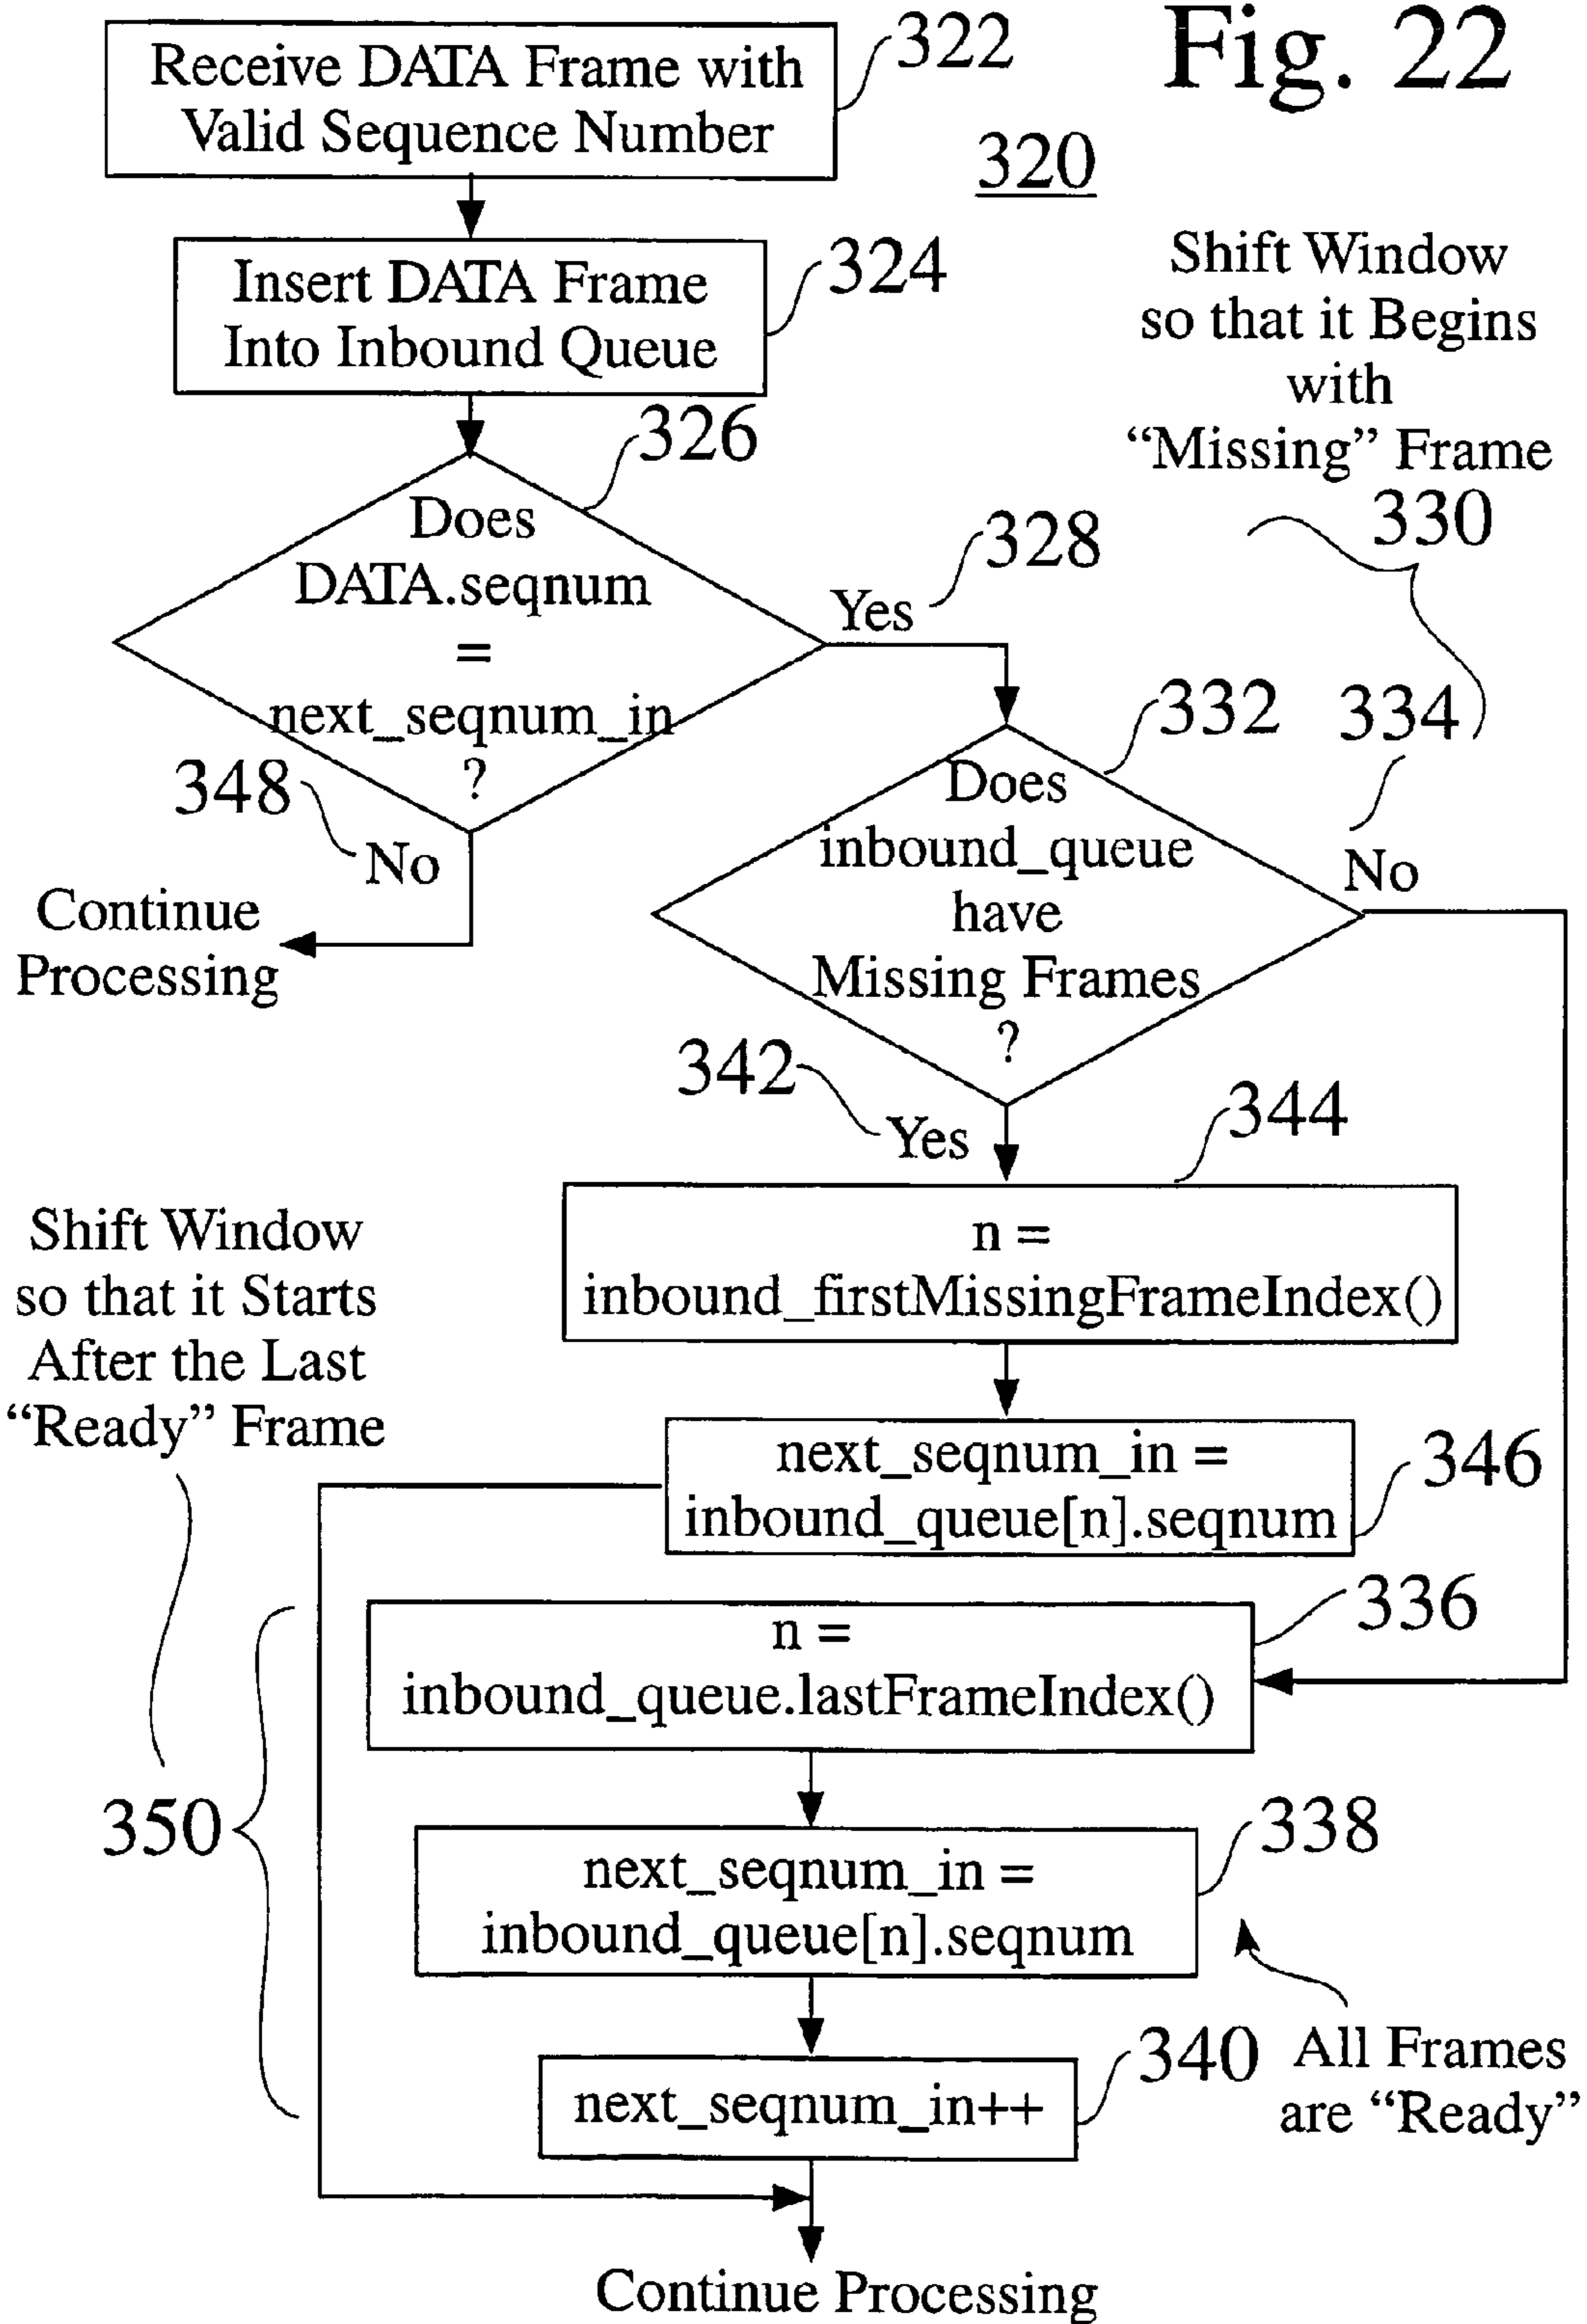 Fig. 22
320
Receive DATA Frame with
Valid Sequence Number
322
Insert DATA Frame
Into Inbound Queue
324
Shift Window
so that it Begins
with
“Missing” Frame
330
326
Does
DATA.seqnum
=
next_seqnum_in
?
Yes
328
348
No
Continue
Processing
332
334
Does
inbound_queue
have
Missing Frames
?
No
342
Yes
344
n =
inbound_firstMissingFrameIndex()
next_seqnum_in =
inbound_queue[n].seqnum
346
Shift Window
so that it Starts
After the Last
“Ready” Frame
350
336
n =
inbound_queue.lastFrameIndex()
338
next_seqnum_in =
inbound_queue[n].seqnum
340
next_seqnum_in++
All Frames
are “Ready”
Continue Processing